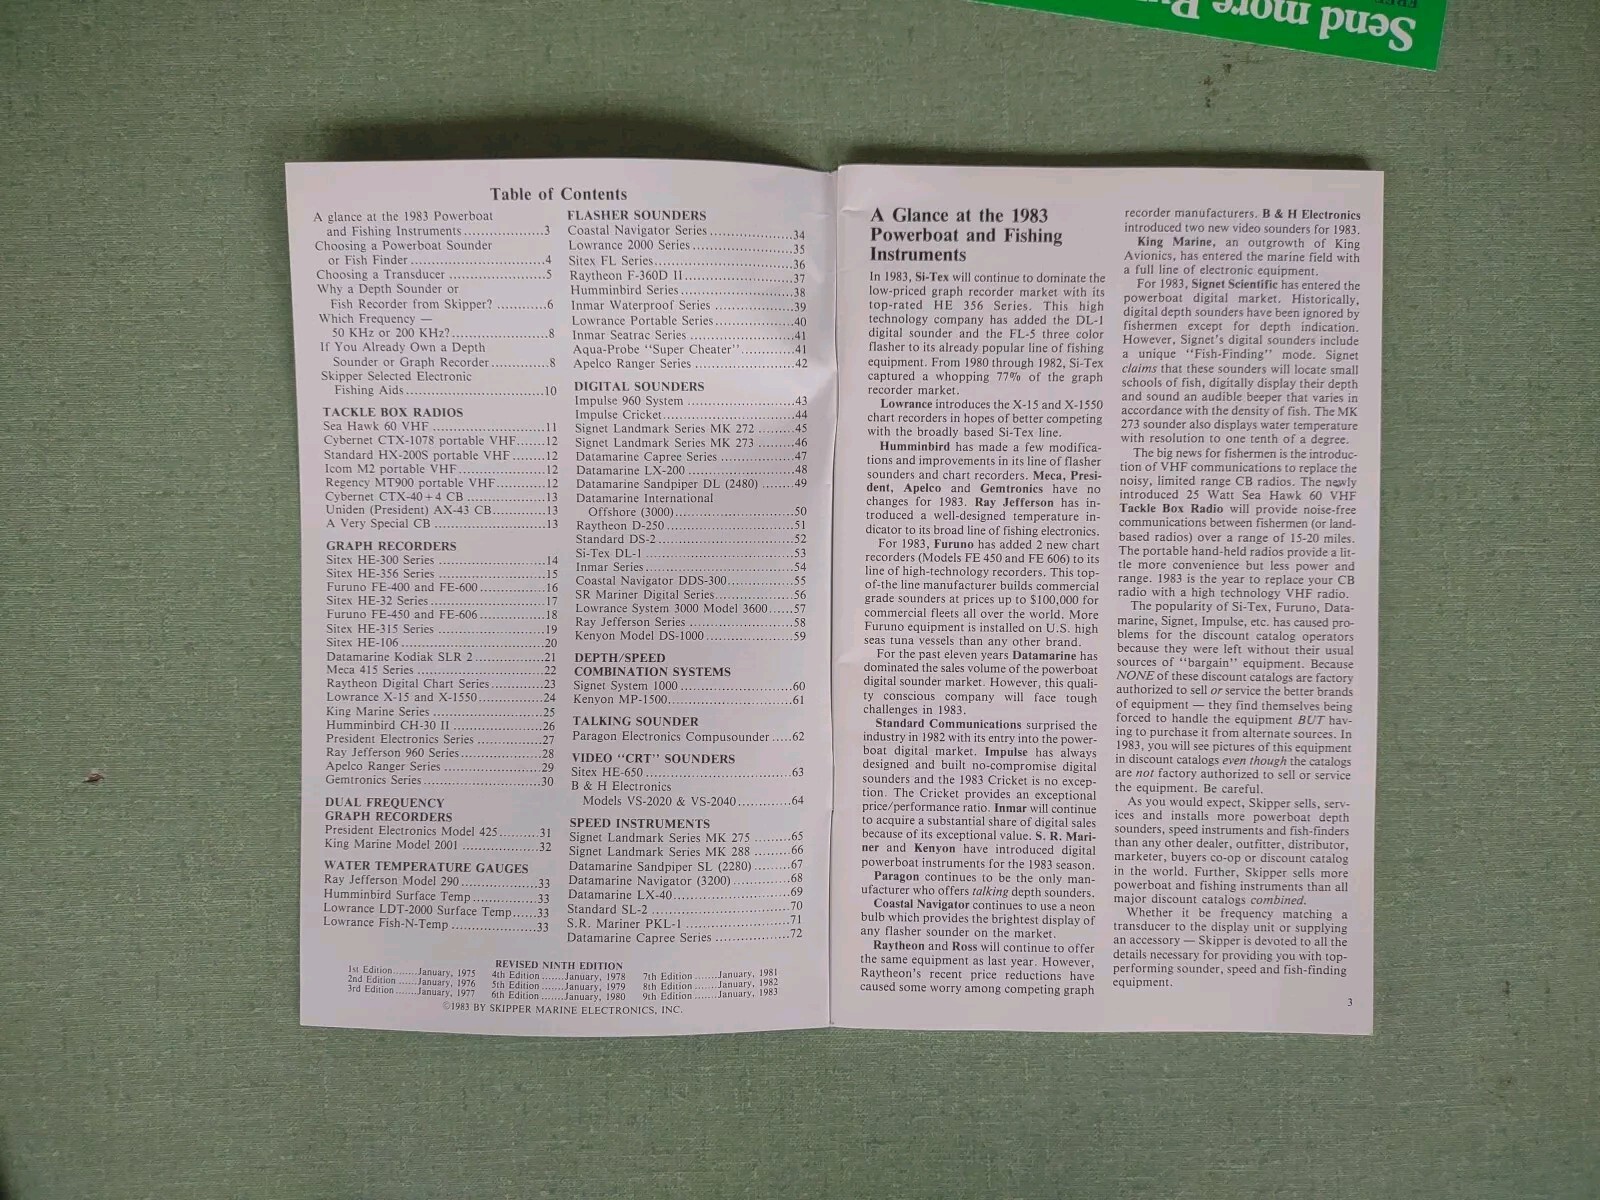 Send more
FREE
Table of Contents
A glance at the 1983 Powerboat
and Fishing Instruments ....................3
Choosing a Powerboat Sounder
or Fish Finder ..................................4
Choosing a Transducer .........................5
Why a Depth Sounder or
Fish Recorder from Skipper? ............6
Which Frequency —
50 KHz or 200 KHz?........................8
If You Already Own a Depth
Sounder or Graph Recorder...............8
Skipper Selected Electronic
Fishing Aids...................................10
TACKLE BOX RADIOS
Sea Hawk 60 VHF ............................11
Cybernet CTX-1078 portable VHF.......12
Standard HX-200S portable VHF........12
Icom M2 portable VHF......................12
Regency MT900 portable VHF............12
Cybernet CTX-40+4 CB ....................13
Uniden (President) AX-43 CB.............13
A Very Special CB ............................13
GRAPH RECORDERS
Sitex HE-300 Series ...........................14
Sitex HE-356 Series ...........................15
Furuno FE-400 and FE-600.................16
Sitex HE-32 Series.............................17
Furuno FE-450 and FE-606.................18
Sitex HE-315 Series ...........................19
Sitex HE-106....................................20
Datamarine Kodiak SLR 2..................21
Meca 415 Series ................................22
Raytheon Digital Chart Series.............23
Lowrance X-15 and X-1550................24
King Marine Series ............................25
Humminbird CH-30 II .......................26
President Electronics Series ................27
Ray Jefferson 960 Series.....................28
Apelco Ranger Series.........................29
Gemtronics Series .............................30
DUAL FREQUENCY
GRAPH RECORDERS
President Electronics Model 425..........31
King Marine Model 2001 ....................32
WATER TEMPERATURE GAUGES
Ray Jefferson Model 290....................33
Humminbird Surface Temp................33
Lowrance LDT-2000 Surface Temp......33
Lowrance Fish-N-Temp .....................33
FLASHER SOUNDERS
Coastal Navigator Series .....................34
Lowrance 2000 Series .........................35
Sitex FL Series...................................36
Raytheon F-360D II ...........................37
Humminbird Series ............................38
Inmar Waterproof Series ....................39
Lowrance Portable Series....................40
Inmar Seatrac Series ..........................41
Aqua-Probe “Super Cheater”..............41
Apelco Ranger Series .........................42
DIGITAL SOUNDERS
Impulse 960 System ...........................43
Impulse Cricket.................................44
Signet Landmark Series MK 272 .........45
Signet Landmark Series MK 273 .........46
Datamarine Capree Series ..................47
Datamarine LX-200 ...........................48
Datamarine Sandpiper DL (2480) ........49
Datamarine International
Offshore (3000)..............................50
Raytheon D-250.................................51
Standard DS-2...................................52
Si-Tex DL-1 .....................................53
Inmar Series .....................................54
Coastal Navigator DDS-300................55
SR Mariner Digital Series...................56
Lowrance System 3000 Model 3600......57
Ray Jefferson Series ..........................58
Kenyon Model DS-1000 .....................59
DEPTH/SPEED
COMBINATION SYSTEMS
Signet System 1000 ............................60
Kenyon MP-1500...............................61
TALKING SOUNDER
Paragon Electronics Compusounder .....62
VIDEO “CRT” SOUNDERS
Sitex HE-650 ....................................63
B & H Electronics
Models VS-2020 & VS-2040.............64
SPEED INSTRUMENTS
Signet Landmark Series MK 275 .........65
Signet Landmark Series MK 288 .........66
Datamarine Sandpiper SL (2280) .........67
Datamarine Navigator (3200)..............68
Datamarine LX-40.............................69
Standard SL-2 ..................................70
S.R. Mariner PKL-1 ..........................71
Datamarine Capree Series ..................72
REVISED NINTH EDITION
1st Edition........January, 1975 4th Edition.......January, 1978 7th Edition .......January, 1981
2nd Edition ......January, 1976 5th Edition.......January, 1979 8th Edition .......January, 1982
3rd Edition.......January, 1977 6th Edition.......January, 1980 9th Edition .......January, 1983
©1983 BY SKIPPER MARINE ELECTRONICS, INC.
A Glance at the 1983
Powerboat and Fishing
Instruments
In 1983, Si-Tex will continue to dominate the
low-priced graph recorder market with its
top-rated HE 356 Series. This high
technology company has added the DL-1
digital sounder and the FL-5 three color
flasher to its already popular line of fishing
equipment. From 1980 through 1982, Si-Tex
captured a whopping 77% of the graph
recorder market.
Lowrance introduces the X-15 and X-1550
chart recorders in hopes of better competing
with the broadly based Si-Tex line.
Humminbird has made a few modifica-
tions and improvements in its line of flasher
sounders and chart recorders. Meca, Presi-
dent, Apelco and Gemtronics have no
changes for 1983. Ray Jefferson has in-
troduced a well-designed temperature in-
dicator to its broad line of fishing electronics.
For 1983, Furuno has added 2 new chart
recorders (Models FE 450 and FE 606) to its
line of high-technology recorders. This top-
of-the line manufacturer builds commercial
grade sounders at prices up to $100,000 for
commercial fleets all over the world. More
Furuno equipment is installed on U.S. high
seas tuna vessels than any other brand.
For the past eleven years Datamarine has
dominated the sales volume of the powerboat
digital sounder market. However, this quali-
ty conscious company will face tough
challenges in 1983.
Standard Communications surprised the
industry in 1982 with its entry into the power-
boat digital market. Impulse has always
designed and built no-compromise digital
sounders and the 1983 Cricket is no excep-
tion. The Cricket provides an exceptional
price/performance ratio. Inmar will continue
to acquire a substantial share of digital sales
because of its exceptional value. S. R. Mari-
ner and Kenyon have introduced digital
powerboat instruments for the 1983 season.
Paragon continues to be the only man-
ufacturer who offers talking depth sounders.
Coastal Navigator continues to use a neon
bulb which provides the brightest display of
any flasher sounder on the market.
Raytheon and Ross will continue to offer
the same equipment as last year. However,
Raytheon's recent price reductions have
caused some worry among competing graph
recorder manufacturers. B & H Electronics
introduced two new video sounders for 1983.
King Marine, an outgrowth of King
Avionics, has entered the marine field with
a full line of electronic equipment.
For 1983, Signet Scientific has entered the
powerboat digital market. Historically,
digital depth sounders have been ignored by
fishermen except for depth indication.
However, Signet's digital sounders include
a unique “Fish-Finding” mode. Signet
claims that these sounders will locate small
schools of fish, digitally display their depth
and sound an audible beeper that varies in
accordance with the density of fish. The MK
273 sounder also displays water temperature
with resolution to one tenth of a degree.
The big news for fishermen is the introduc-
tion of VHF communications to replace the
noisy, limited range CB radios. The newly
introduced 25 Watt Sea Hawk 60 VHF
Tackle Box Radio will provide noise-free
communications between fishermen (or land-
based radios) over a range of 15-20 miles.
The portable hand-held radios provide a lit-
tle more convenience but less power and
range. 1983 is the year to replace your CB
radio with a high technology VHF radio.
The popularity of Si-Tex, Furuno, Data-
marine, Signet, Impulse, etc. has caused pro-
blems for the discount catalog operators
because they were left without their usual
sources of “bargain” equipment. Because
NONE of these discount catalogs are factory
authorized to sell or service the better brands
of equipment — they find themselves being
forced to handle the equipment BUT hav-
ing to purchase it from alternate sources. In
1983, you will see pictures of this equipment
in discount catalogs even though the catalogs
are not factory authorized to sell or service
the equipment. Be careful.
As you would expect, Skipper sells, serv-
ices and installs more powerboat depth
sounders, speed instruments and fish-finders
than any other dealer, outfitter, distributor,
marketer, buyers co-op or discount catalog
in the world. Further, Skipper sells more
powerboat and fishing instruments than all
major discount catalogs combined.
Whether it be frequency matching a
transducer to the display unit or supplying
an accessory — Skipper is devoted to all the
details necessary for providing you with top-
performing sounder, speed and fish-finding
equipment.
3